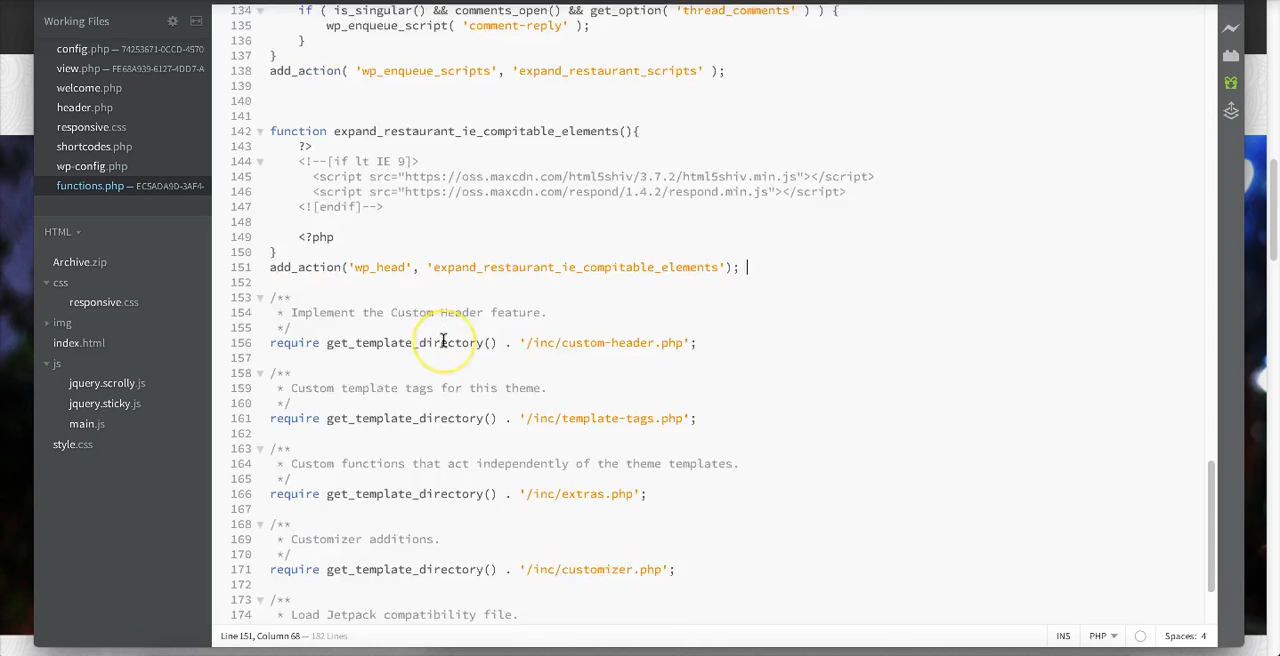 Working Files
config.php — 74253671-0CCD-4570
view.php — FE68A939-6127-4DD7-A
welcome.php
header.php
responsive.css
shortcodes.php
wp-config.php
functions.php — EC5ADA9D-3AF4-
HTML
Archive.zip
css
responsive.css
img
index.html
js
jquery.scrolly.js
jquery.sticky.js
main.js
style.css
134 if ( is_singular() && comments_open() && get_option( 'thread_comments' ) ) {
135 wp_enqueue_script( 'comment-reply' );
136 }
137 }
138 add_action( 'wp_enqueue_scripts', 'expand_restaurant_scripts' );
139
140
141
142 function expand_restaurant_ie_compitable_elements(){
143 ?>
144 <!--[if lt IE 9]>
145 <script src="https://oss.maxcdn.com/html5shiv/3.7.2/html5shiv.min.js"></script>
146 <script src="https://oss.maxcdn.com/respond/1.4.2/respond.min.js"></script>
147 <![endif]-->
148
149 <?php
150 }
151 add_action('wp_head', 'expand_restaurant_ie_compitable_elements');
152
153 /**
154 * Implement the Custom Header feature.
155 */
156 require get_template_directory() . '/inc/custom-header.php';
157
158 /**
159 * Custom template tags for this theme.
160 */
161 require get_template_directory() . '/inc/template-tags.php';
162
163 /**
164 * Custom functions that act independently of the theme templates.
165 */
166 require get_template_directory() . '/inc/extras.php';
167
168 /**
169 * Customizer additions.
170 */
171 require get_template_directory() . '/inc/customizer.php';
172
173 /**
174 * Load Jetpack compatibility file.
Line 151, Column 68 — 182 Lines
INS
PHP
Spaces: 4